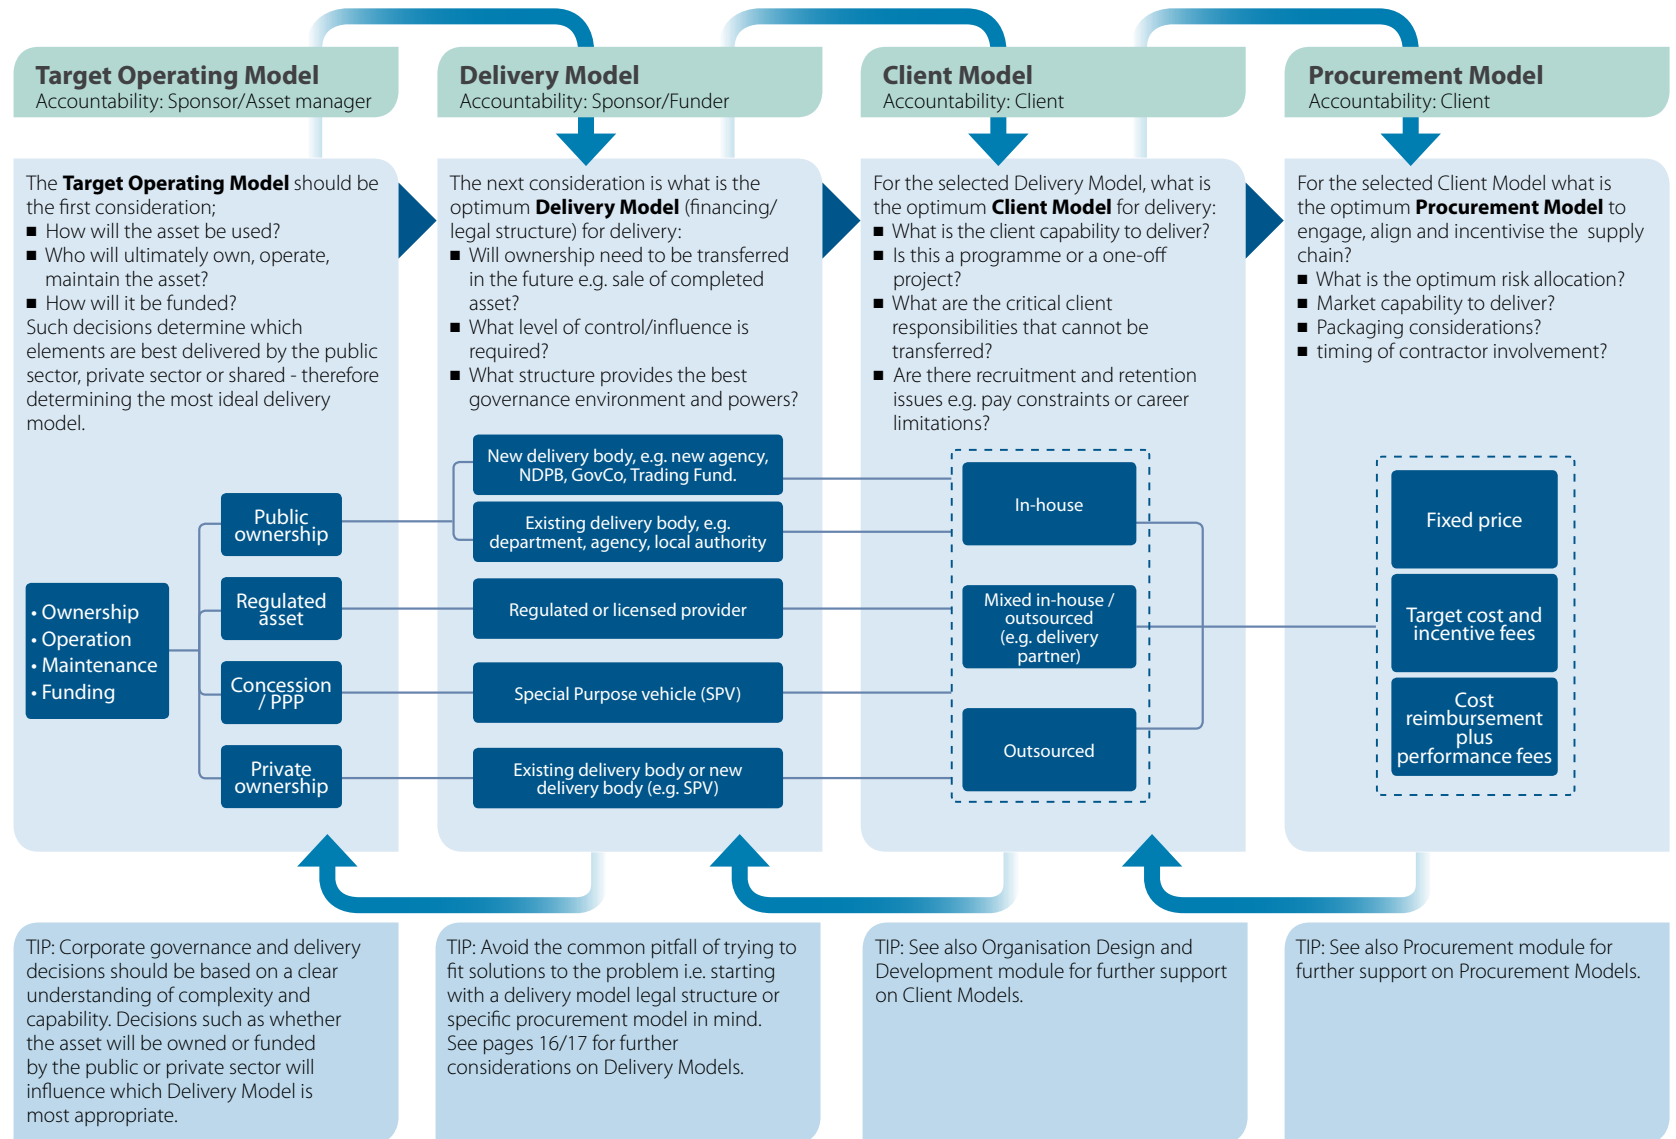 Target Operating Model
Accountability: Sponsor/Asset manager
Delivery Model
Accountability: Sponsor/Funder
Client Model
Accountability: Client
Procurement Model
Accountability: Client
The Target Operating Model should be
the first consideration;
■ How will the asset be used?
■ Who will ultimately own, operate,
maintain the asset?
■ How will it be funded?
Such decisions determine which
elements are best delivered by the public
sector, private sector or shared - therefore
determining the most ideal delivery
model.
• Ownership
• Operation
• Maintenance
• Funding
Public
ownership
Regulated
asset
Concession
/ PPP
Private
ownership
The next consideration is what is the
optimum Delivery Model (financing/
legal structure) for delivery:
■ Will ownership need to be transferred
in the future e.g. sale of completed
asset?
■ What level of control/influence is
required?
■ What structure provides the best
governance environment and powers?
New delivery body, e.g. new agency,
NDPB, GovCo, Trading Fund.
Existing delivery body, e.g.
department, agency, local authority
Regulated or licensed provider
Special Purpose vehicle (SPV)
Existing delivery body or new
delivery body (e.g. SPV)
For the selected Delivery Model, what is
the optimum Client Model for delivery:
■ What is the client capability to deliver?
■ Is this a programme or a one-off
project?
■ What are the critical client
responsibilities that cannot be
transferred?
■ Are there recruitment and retention
issues e.g. pay constraints or career
limitations?
In-house
Mixed in-house /
outsourced
(e.g. delivery
partner)
Outsourced
For the selected Client Model what is
the optimum Procurement Model to
engage, align and incentivise the supply
chain?
■ What is the optimum risk allocation?
■ Market capability to deliver?
■ Packaging considerations?
■ timing of contractor involvement?
Fixed price
Target cost and
incentive fees
Cost
reimbursement
plus
performance fees
TIP: Corporate governance and delivery
decisions should be based on a clear
understanding of complexity and
capability. Decisions such as whether
the asset will be owned or funded
by the public or private sector will
influence which Delivery Model is
most appropriate.
TIP: Avoid the common pitfall of trying to
fit solutions to the problem i.e. starting
with a delivery model legal structure or
specific procurement model in mind.
See pages 16/17 for further
considerations on Delivery Models.
TIP: See also Organisation Design and
Development module for further support
on Client Models.
TIP: See also Procurement module for
further support on Procurement Models.